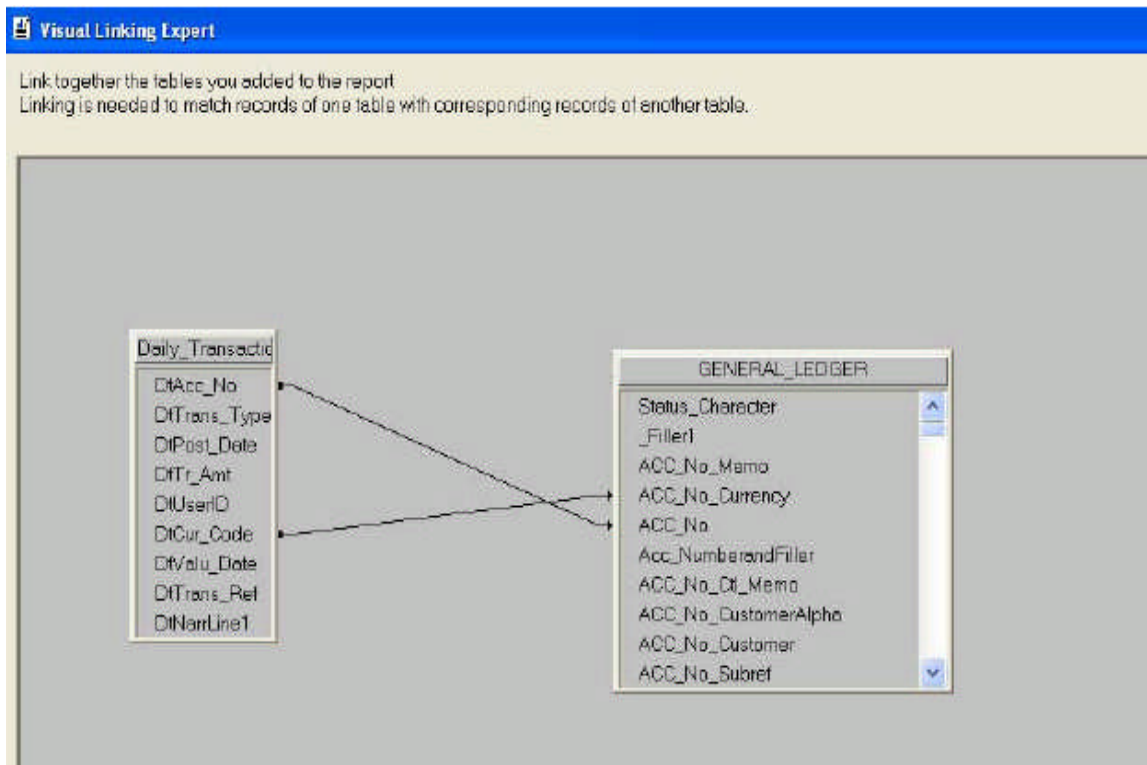 Visual Linking Expert
Link together the tables you added to the report
Linking is needed to match records of one table with corresponding records of another table.
Daily_Transactio
DtAcc_No
DtTrans_Type
DtPost_Date
DtTr_Amt
DtUserID
DtCur_Code
DtValu_Date
DtTrans_Ref
DtNarrLine1
GENERAL_LEDGER
Status_Character
_Filler1
ACC_No_Memo
ACC_No_Currency
ACC_No
Acc_NumberandFiller
ACC_No_Ctl_Memo
ACC_No_CustomerAlpha
ACC_No_Customer
ACC_No_Subref